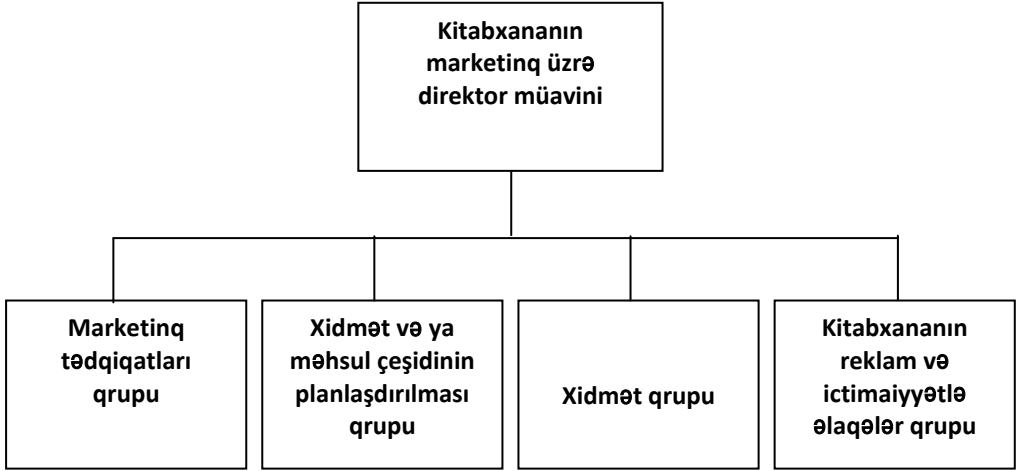 Kitabxananın
marketinq üzrə
direktor müavini
Marketinq
tədqiqatları
qrupu
Xidmət və ya
məhsul çeşidinin
planlaşdırılması
qrupu
Xidmət qrupu
Kitabxananın
reklam və
ictimaiyyətlə
əlaqələr qrupu